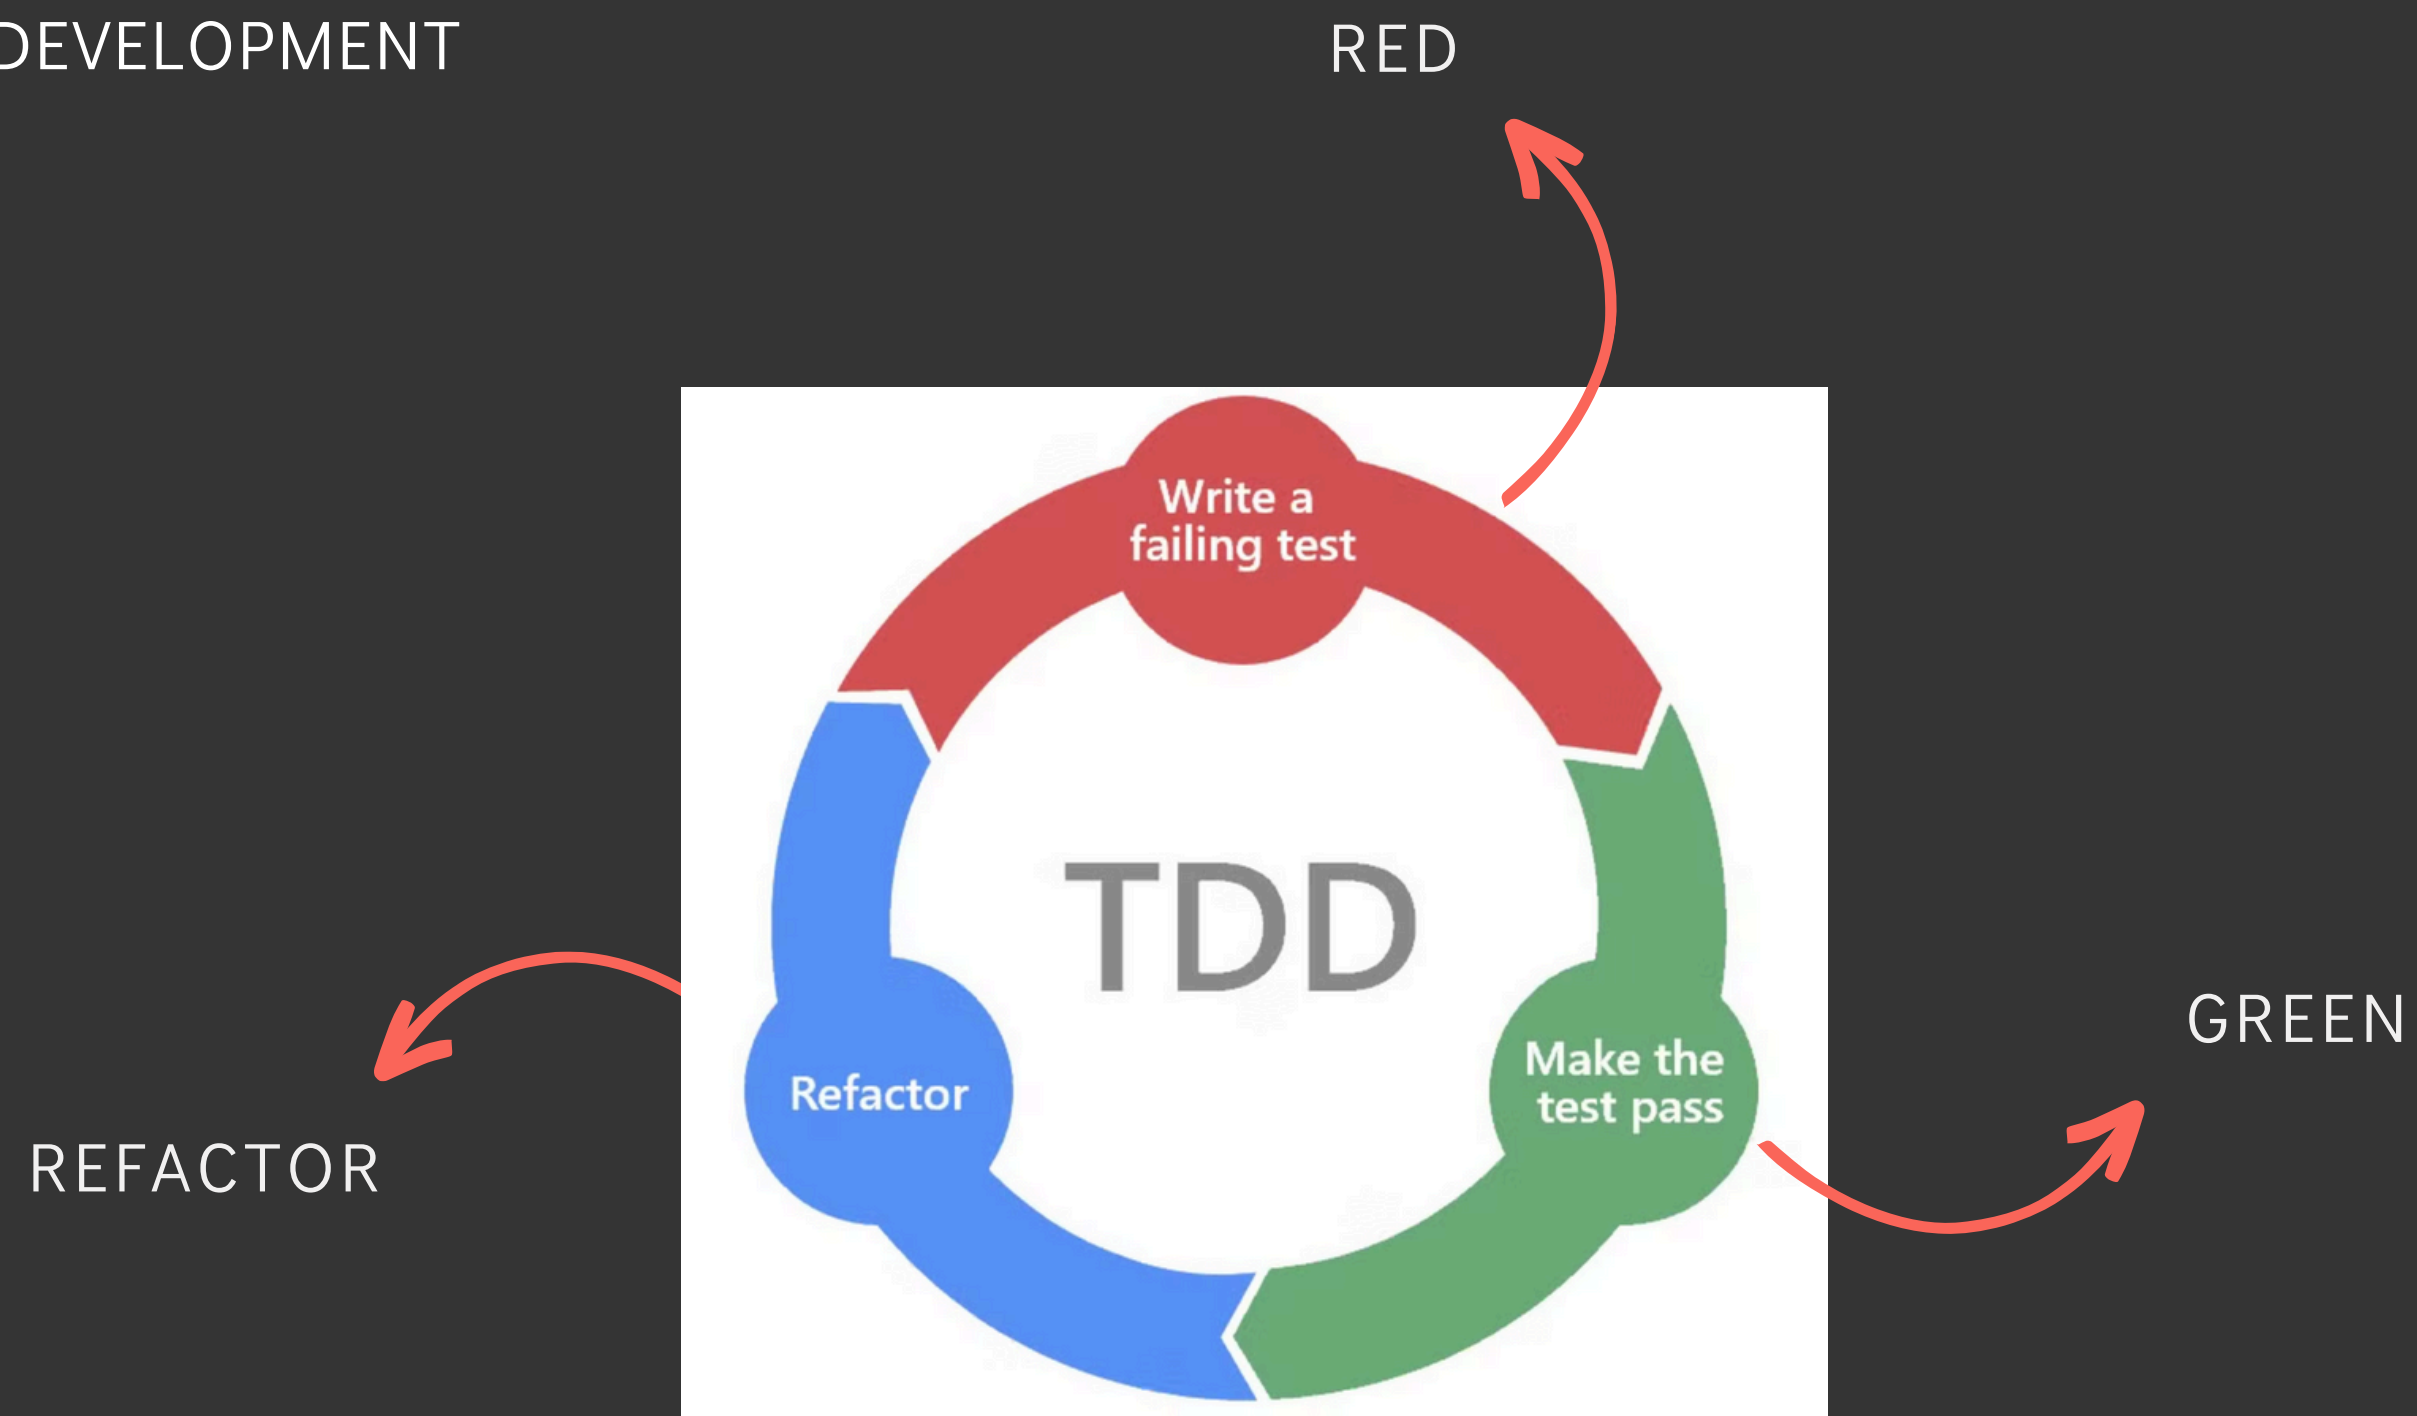 DEVELOPMENT
RED
Write a
failing test
TDD
GREEN
Make the
test pass
Refactor
REFACTOR